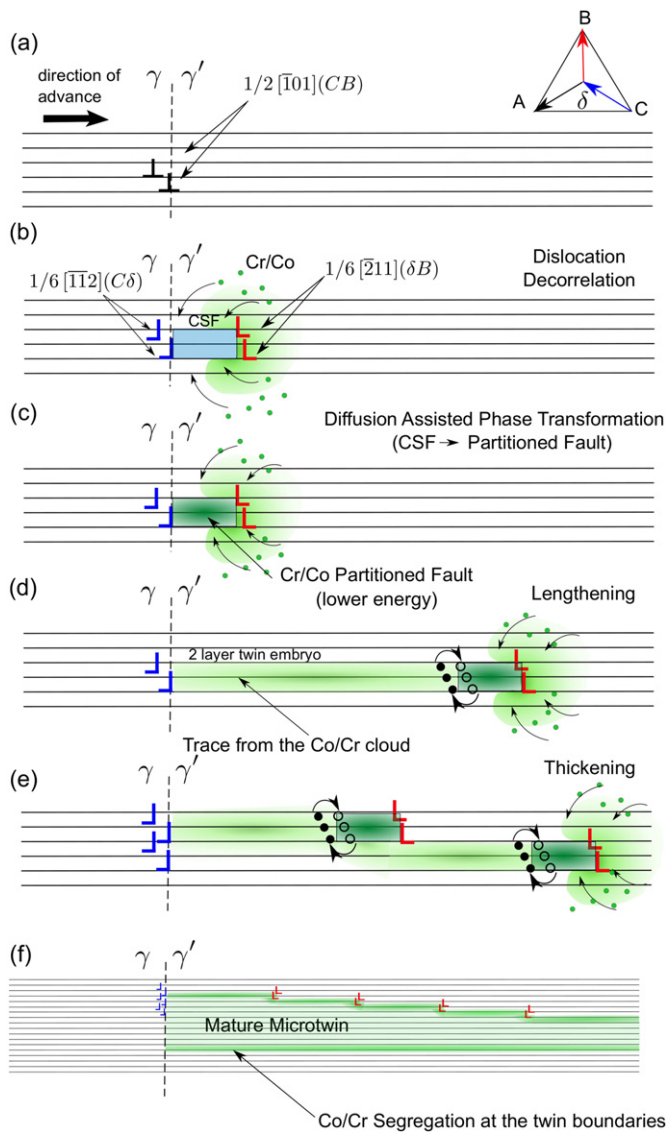 (a)
direction of
advance
γ γ′
1/2 [1̅01](CB)
B
A
δ
C
(b)
1/6 [1̅1̅2](Cδ)
γ γ′
Cr/Co
1/6 [2̅11](δB)
Dislocation
Decorrelation
CSF
(c)
γ γ′
Diffusion Assisted Phase Transformation
(CSF → Partitioned Fault)
Cr/Co Partitioned Fault
(lower energy)
(d)
γ γ′
Lengthening
2 layer twin embryo
Trace from the Co/Cr cloud
(e)
γ γ′
Thickening
(f)
γ γ′
Mature Microtwin
Co/Cr Segregation at the twin boundaries